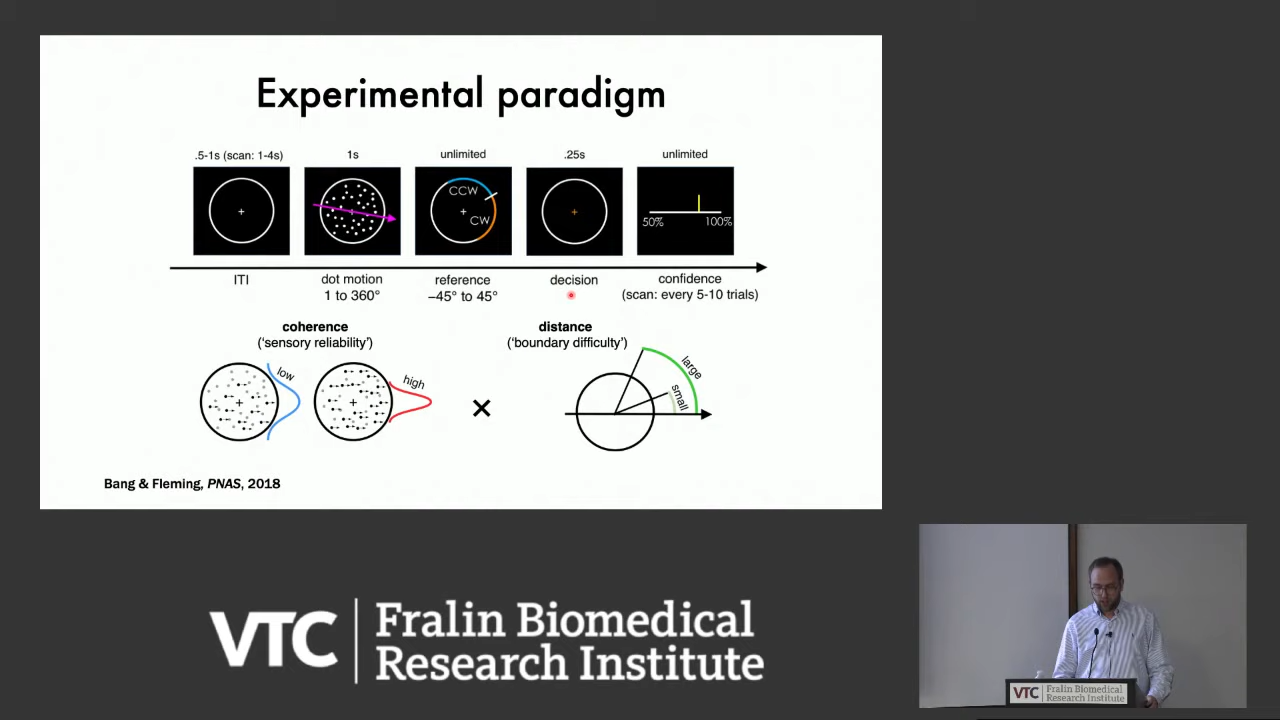 Experimental paradigm
.5-1s (scan: 1-4s)
1s
unlimited
.25s
unlimited
CCW
CW
50%
100%
ITI
dot motion
1 to 360°
reference
–45° to 45°
decision
confidence
(scan: every 5-10 trials)
coherence
('sensory reliability')
distance
('boundary difficulty')
low
high
large
small
×
Bang & Fleming, PNAS, 2018
VTC
Fralin Biomedical
Research Institute
VTC
Fralin Biomedical
Research Institute